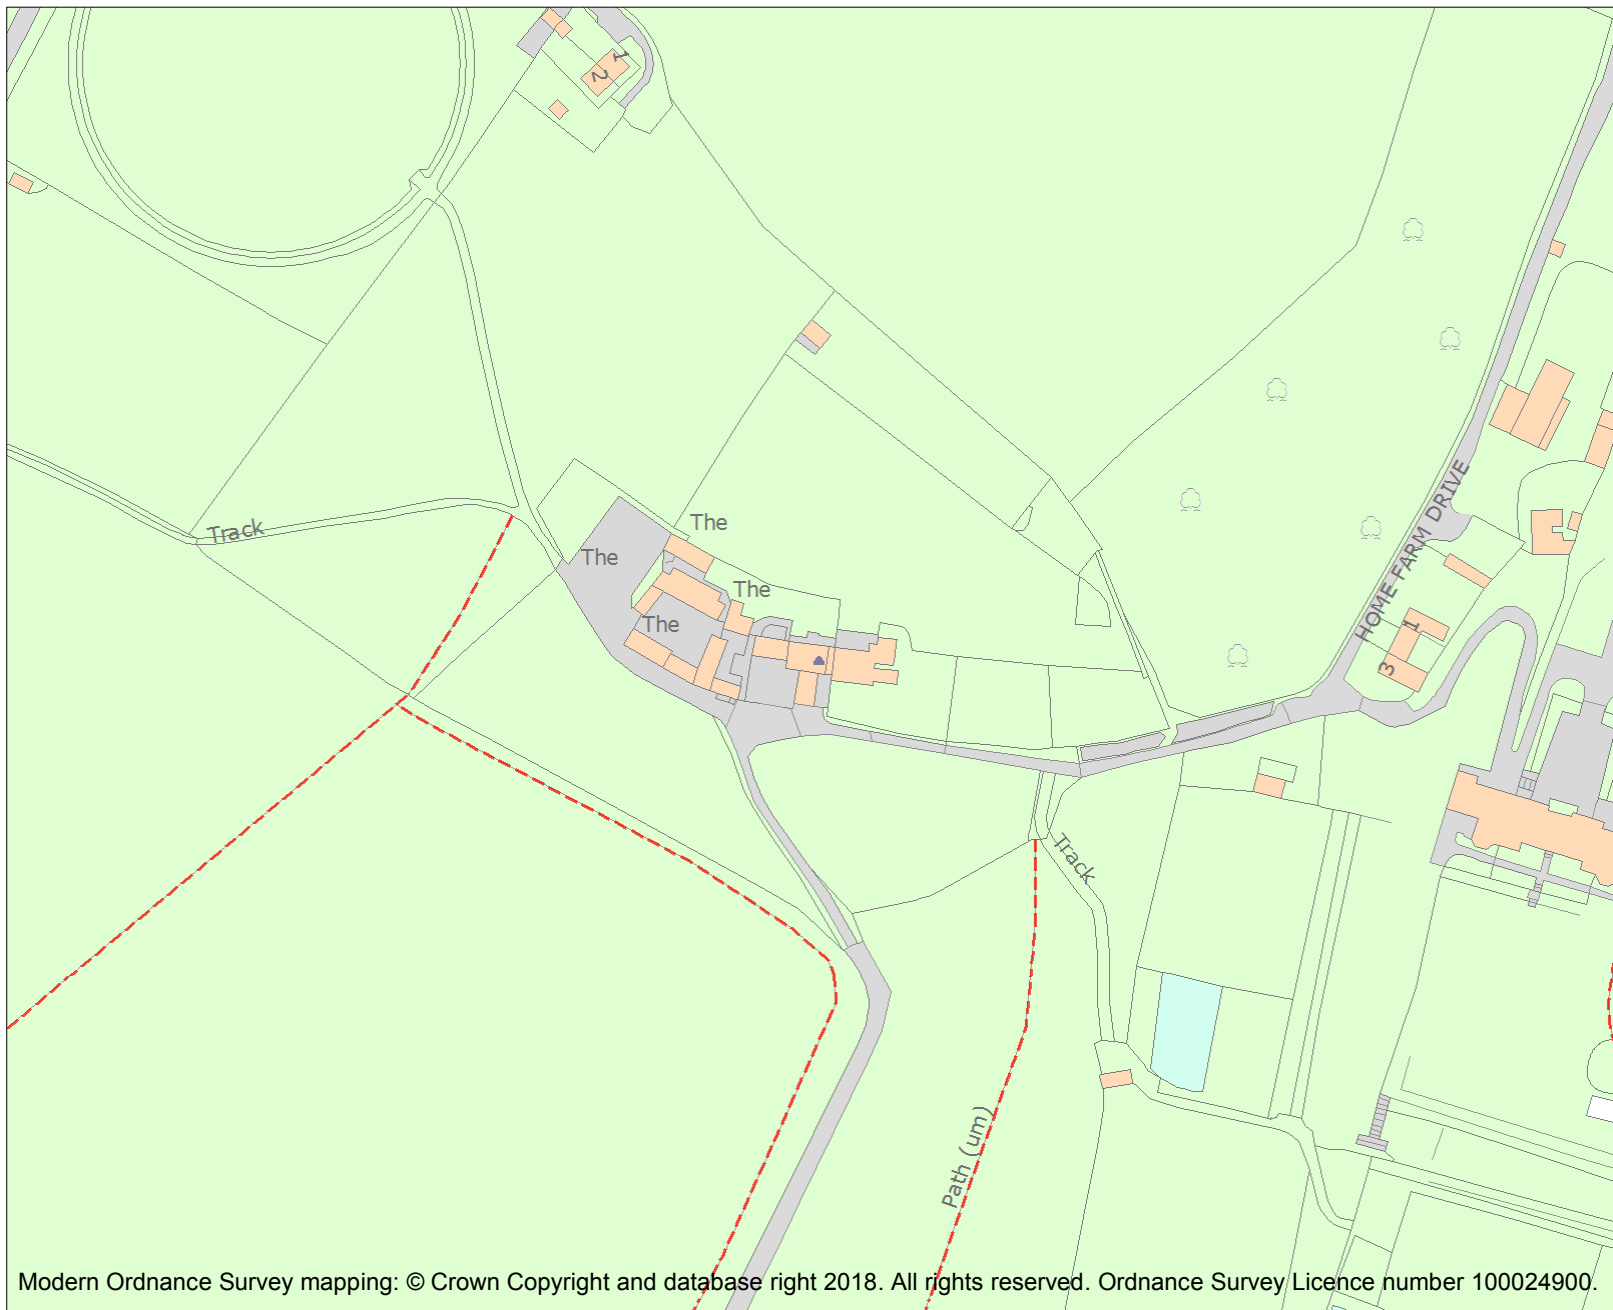 1
2
Track
The
The
The
The
HOME FARM DRIVE
1
3
Track
Path (um)
Modern Ordnance Survey mapping: © Crown Copyright and database right 2018. All rights reserved. Ordnance Survey Licence number 100024900.